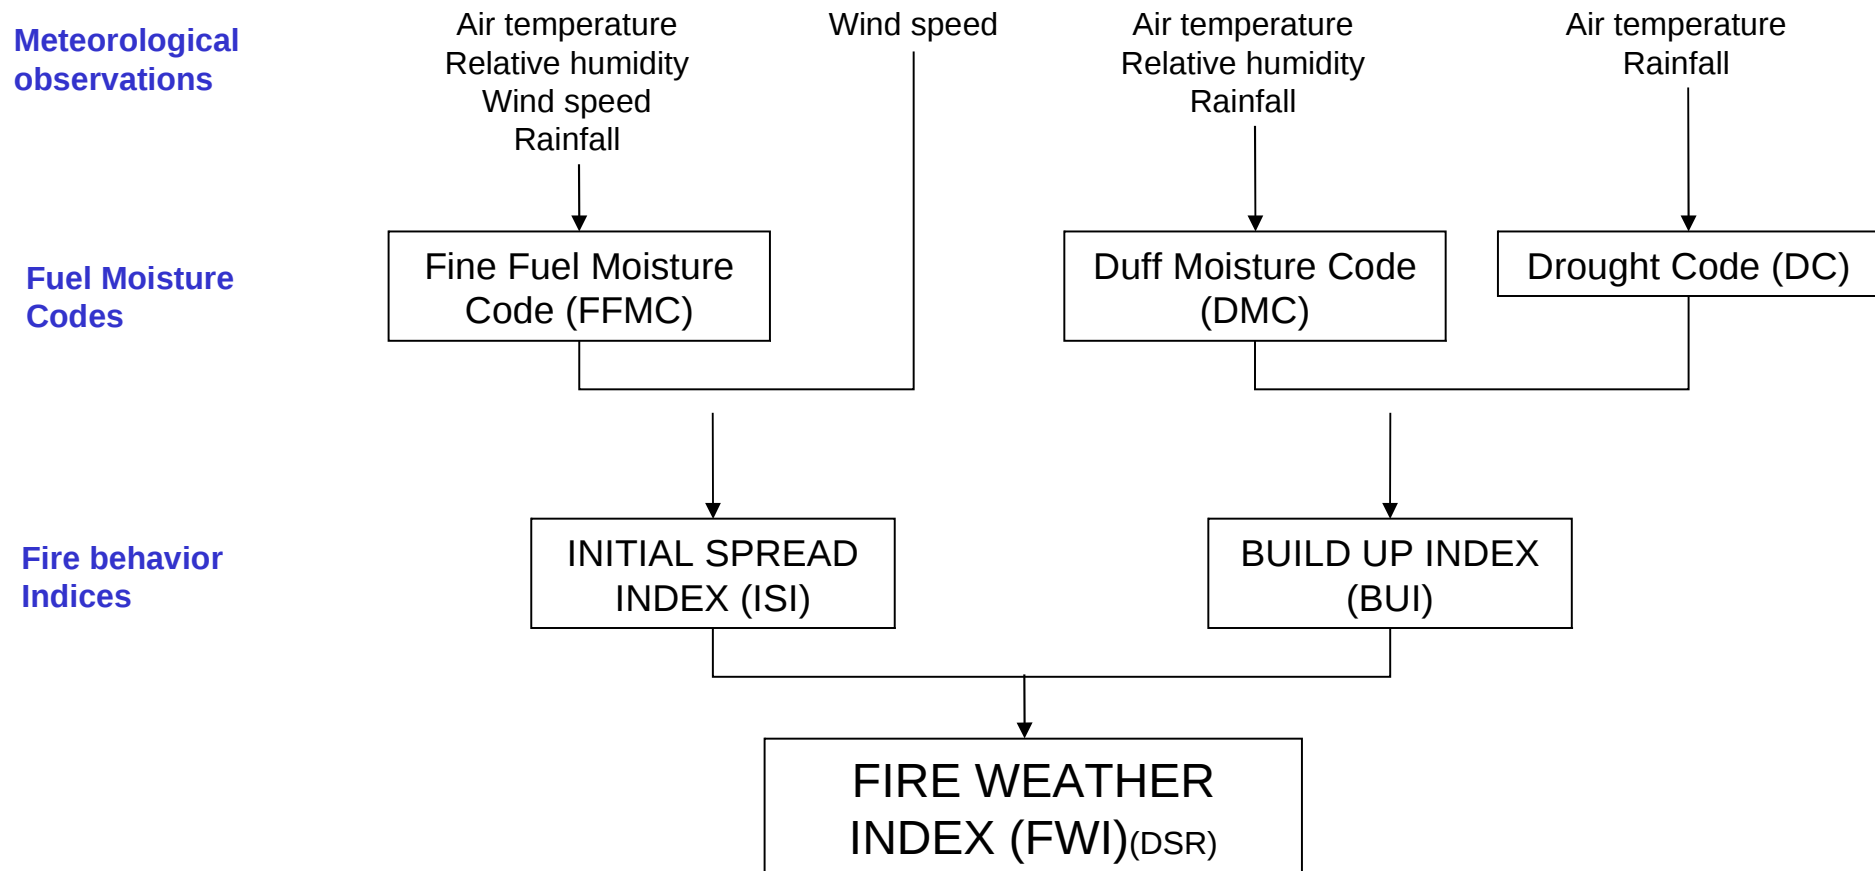 Meteorological
observations
Air temperature
Relative humidity
Wind speed
Rainfall
Wind speed
Air temperature
Relative humidity
Rainfall
Air temperature
Rainfall
Fuel Moisture
Codes
Fine Fuel Moisture
Code (FFMC)
Duff Moisture Code
(DMC)
Drought Code (DC)
Fire behavior
Indices
INITIAL SPREAD
INDEX (ISI)
BUILD UP INDEX
(BUI)
FIRE WEATHER
INDEX (FWI)(DSR)